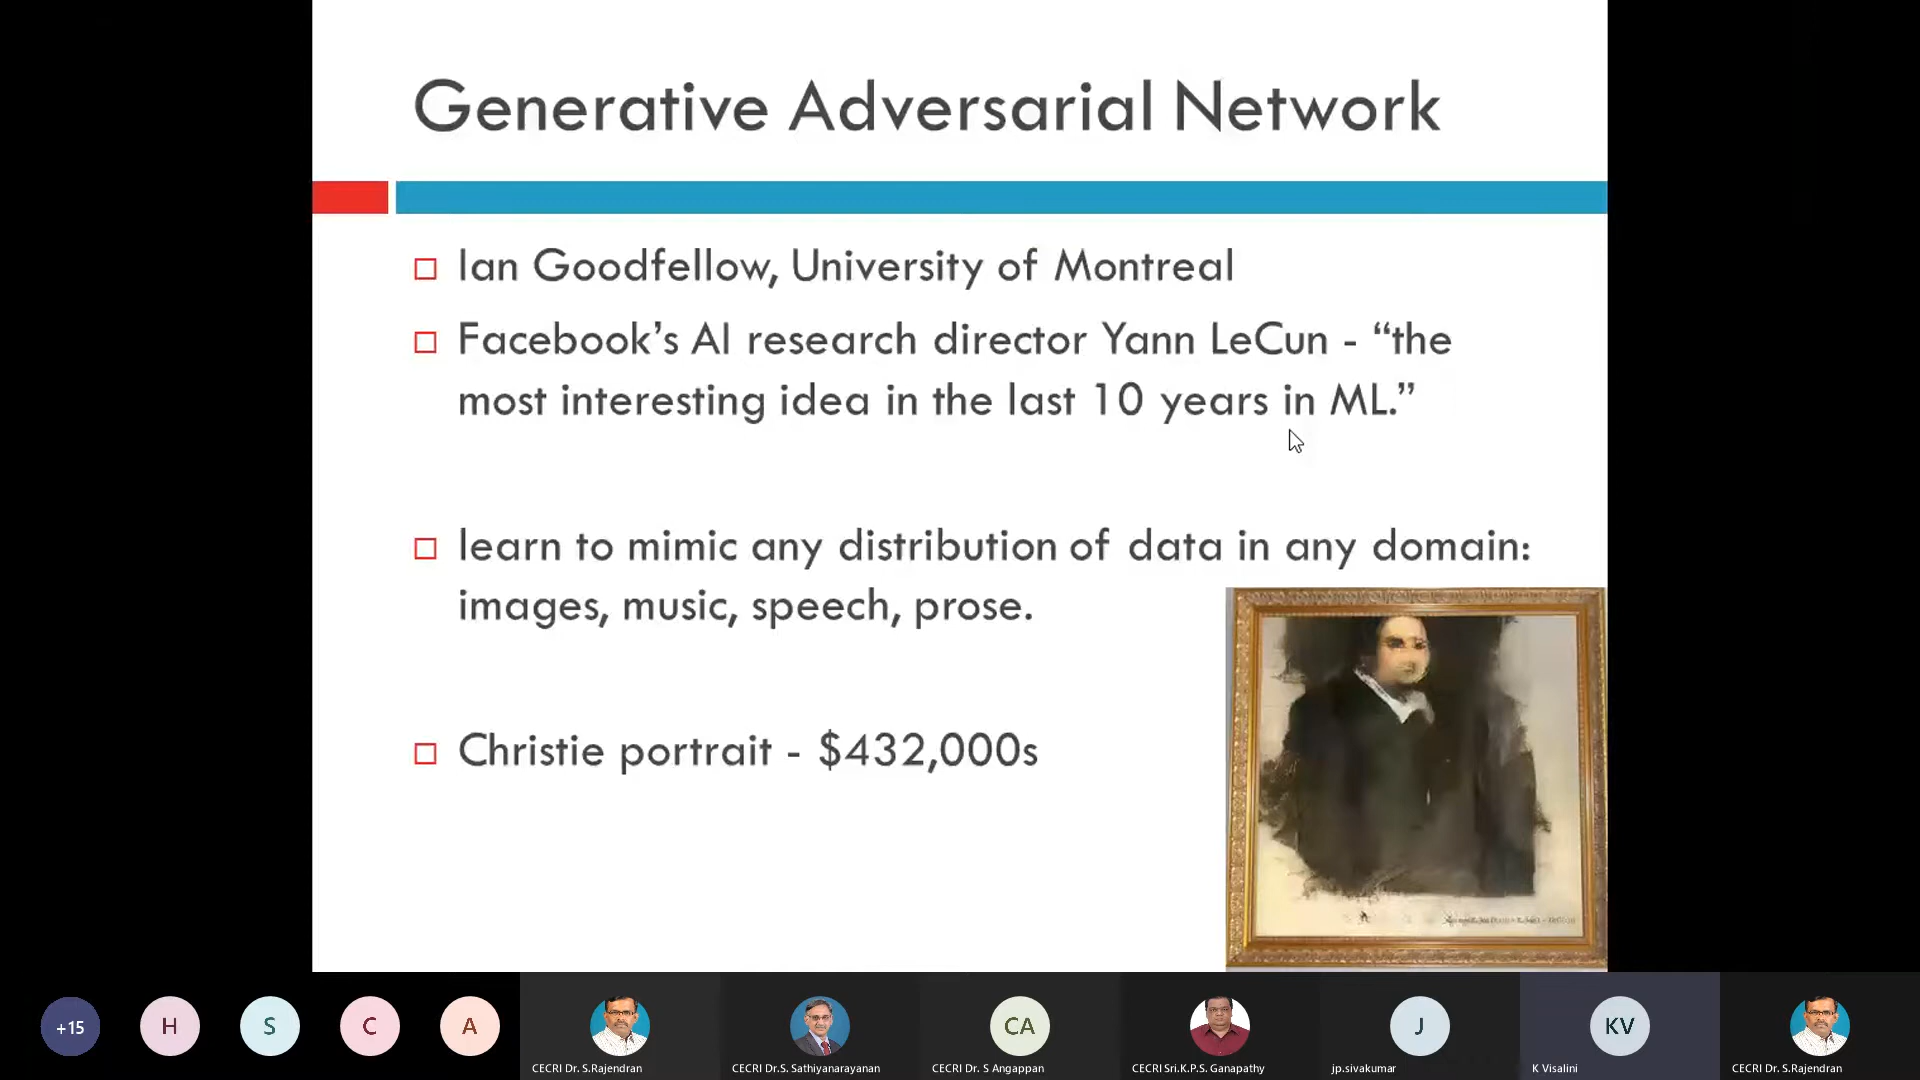 Generative Adversarial Network
Ian Goodfellow, University of Montreal
Facebook’s AI research director Yann LeCun - “the
most interesting idea in the last 10 years in ML.”
learn to mimic any distribution of data in any domain:
images, music, speech, prose.
Christie portrait - $432,000s
+15
H
S
C
A
CA
J
KV
CECRI Dr. S.Rajendran
CECRI Dr.S. Sathiyanarayanan
CECRI Dr. S Angappan
CECRI Sri.K.P.S. Ganapathy
jp.sivakumar
K Visalini
CECRI Dr. S.Rajendran